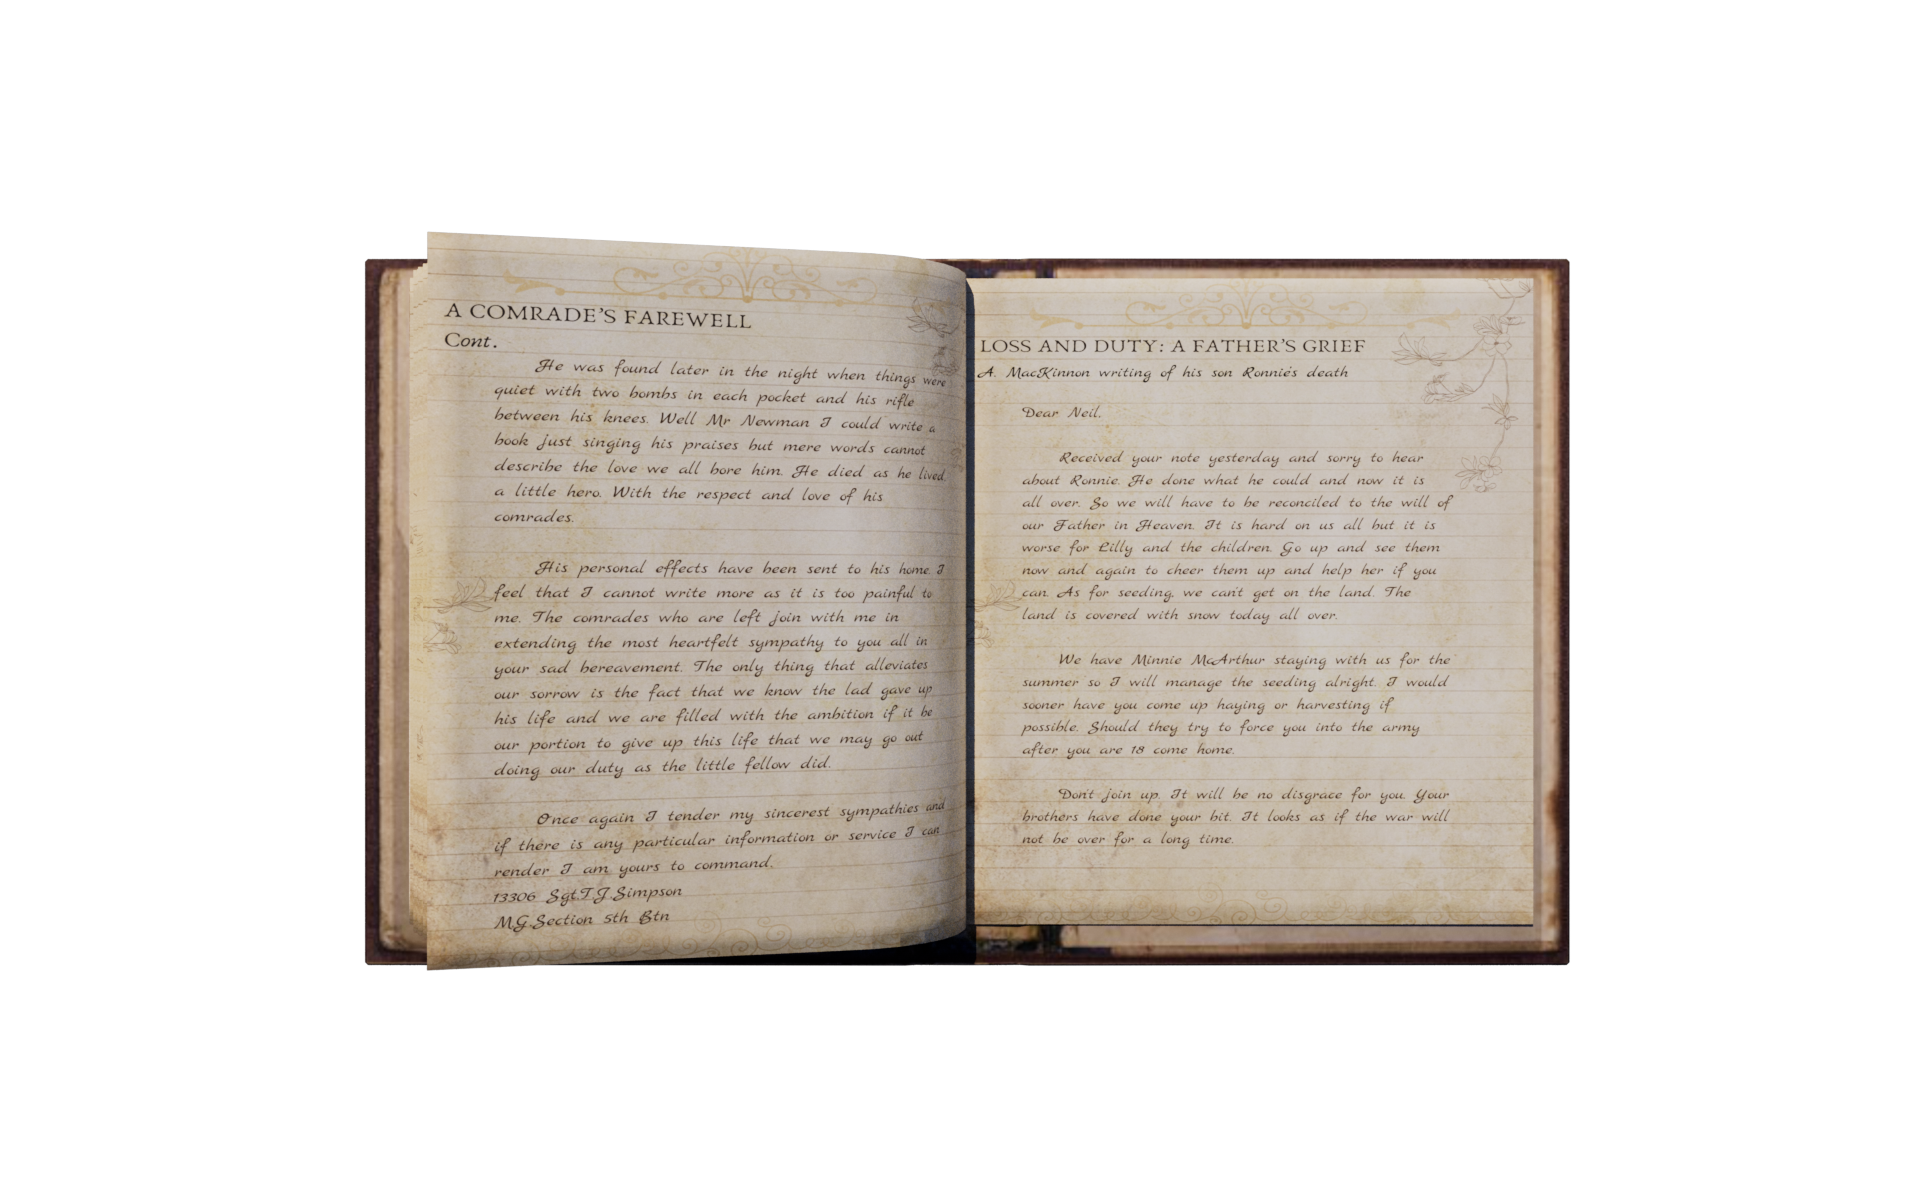 A COMRADE'S FAREWELL
Cont.
He was found later in the night when things were
quiet with two bombs in each pocket and his rifle
between his knees. Well Mr Newman I could write a
book just singing his praises but mere words cannot
describe the love we all bore him. He died as he lived,
a little hero. With the respect and love of his
comrades.
His personal effects have been sent to his home. I
feel that I cannot write more as it is too painful to
me. The comrades who are left join with me in
extending the most heartfelt sympathy to you all in
your sad bereavement. The only thing that alleviates
our sorrow is the fact that we know the lad gave up
his life and we are filled with the ambition if it be
our portion to give up this life that we may go out
doing our duty as the little fellow did.
Once again I tender my sincerest sympathies and
if there is any particular information or service I can
render I am yours to command,
13306 Sgt.T.J.Simpson
M.G.Section 5th Btn
LOSS AND DUTY: A FATHER'S GRIEF
A. MacKinnon writing of his son Ronnie's death
Dear Neil,
Received your note yesterday and sorry to hear
about Ronnie. He done what he could and now it is
all over. So we will have to be reconciled to the will of
our Father in Heaven. It is hard on us all but it is
worse for Lilly and the children. Go up and see them
now and again to cheer them up and help her if you
can. As for seeding, we can't get on the land. The
land is covered with snow today all over.
We have Minnie McArthur staying with us for the
summer so I will manage the seeding alright. I would
sooner have you come up haying or harvesting if
possible. Should they try to force you into the army
after you are 18 come home.
Don't join up. It will be no disgrace for you. Your
brothers have done your bit. It looks as if the war will
not be over for a long time.